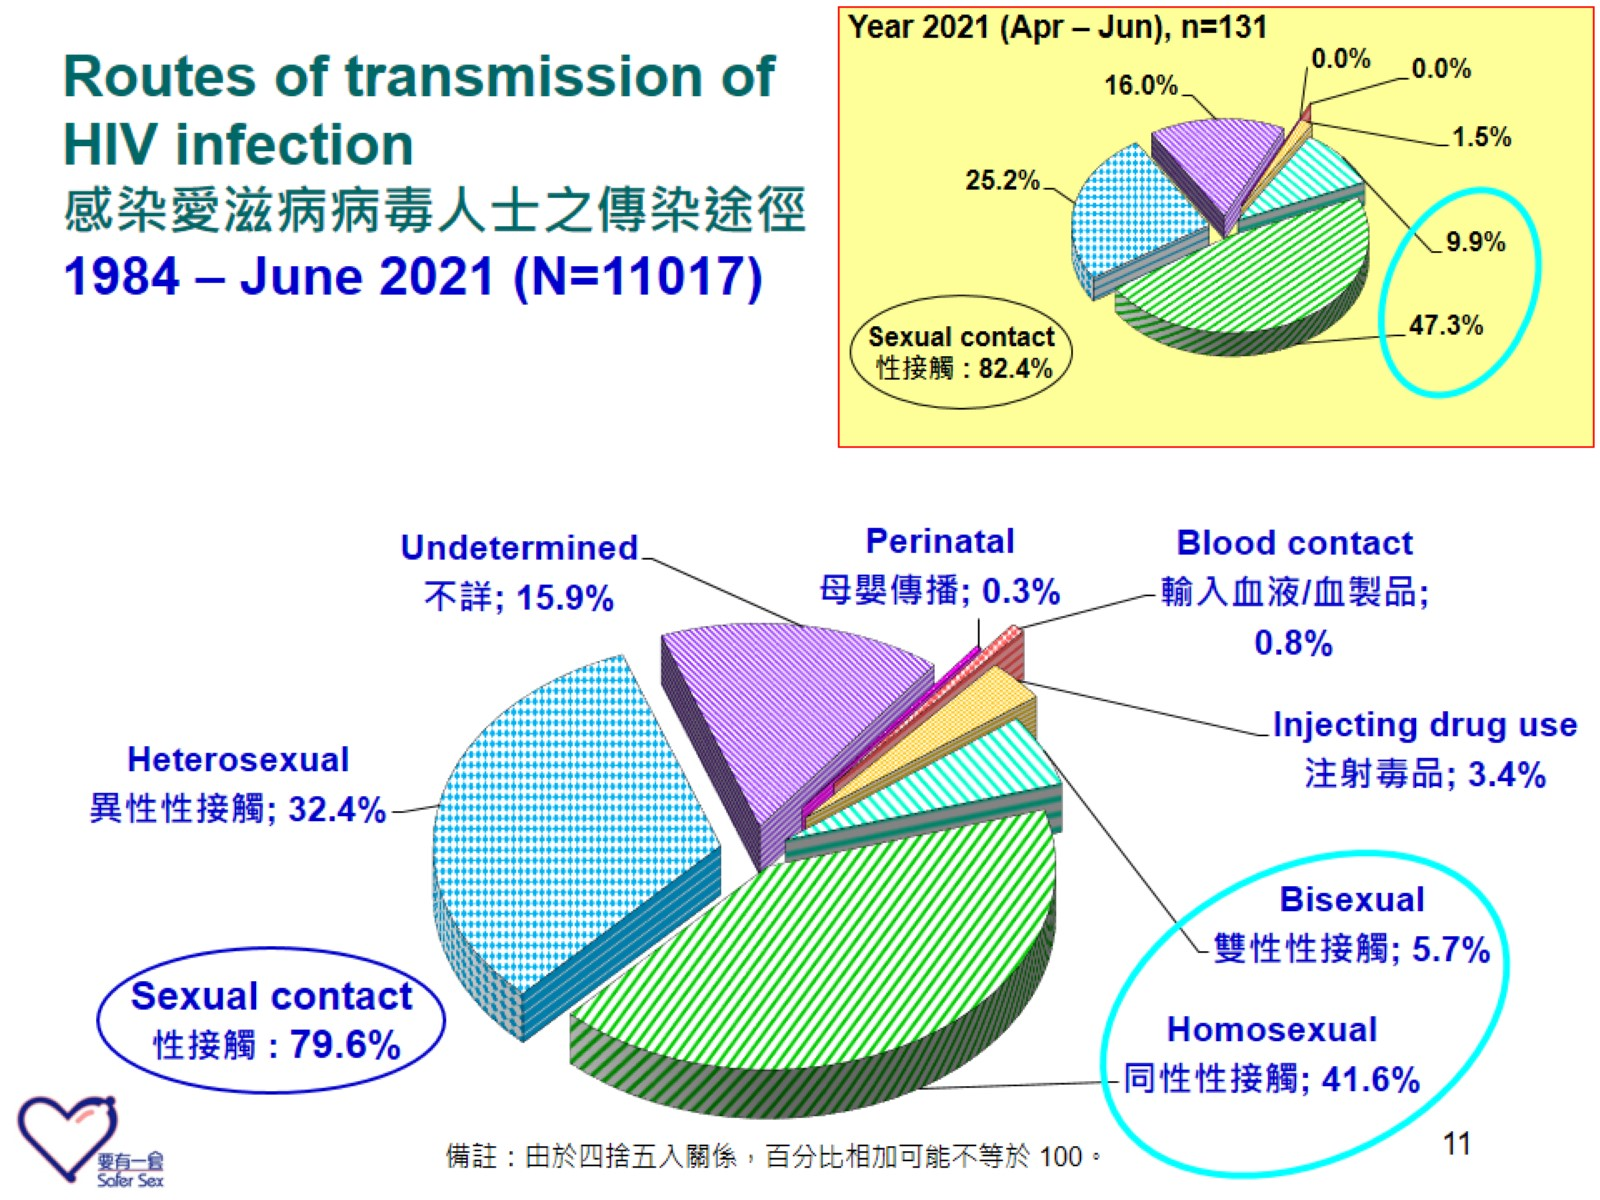 Routes of transmission of
HIV infection
感染愛滋病病毒人士之傳染途徑
1984 – June 2021 (N=11017)
Year 2021 (Apr – Jun), n=131
16.0%
0.0%
0.0%
1.5%
25.2%
9.9%
47.3%
Sexual contact
性接觸 : 82.4%
Undetermined
不詳; 15.9%
Perinatal
母嬰傳播; 0.3%
Blood contact
輸入血液/血製品;
0.8%
Injecting drug use
注射毒品; 3.4%
Heterosexual
異性性接觸; 32.4%
Bisexual
雙性性接觸; 5.7%
Homosexual
同性性接觸; 41.6%
Sexual contact
性接觸 : 79.6%
要有一套
Safer Sex
備註：由於四捨五入關係，百分比相加可能不等於 100。
11